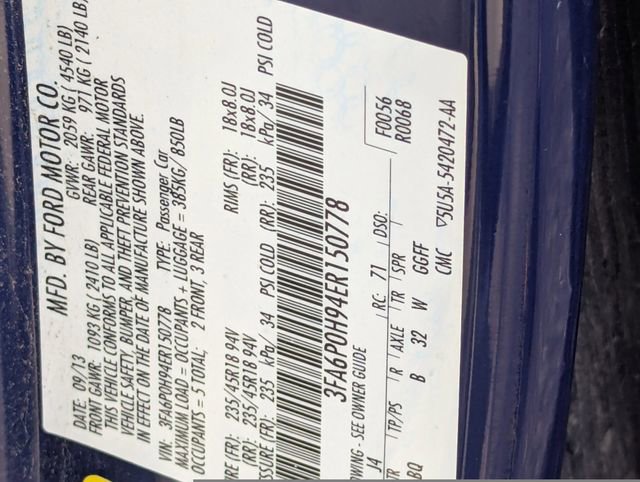 MFD. BY FORD MOTOR CO.
DATE: 09/13 GVWR: 2059 KG (4540 LB)
FRONT GAWR: 1093 KG (2410 LB) REAR GAWR: 971 KG (2140 LB)
THIS VEHICLE CONFORMS TO ALL APPLICABLE FEDERAL MOTOR
VEHICLE SAFETY, BUMPER, AND THEFT PREVENTION STANDARDS
IN EFFECT ON THE DATE OF MANUFACTURE SHOWN ABOVE.
VIN: 3FA6P0H94ER150778 TYPE: Passenger Car
MAXIMUM LOAD = OCCUPANTS + LUGGAGE = 385KG/ 850LB
OCCUPANTS = 5 TOTAL: 2 FRONT, 3 REAR
URE (FR): 235/45R18 94V RIMS (FR): 18x8.0J
(RR): 235/45R18 94V (RR): 18x8.0J
SSURE (FR): 235 kPa/ 34 PSI COLD (RR): 235 kPa/ 34 PSI COLD
3FA6P0H94ER150778
F0056
R0068
OWING - SEE OWNER GUIDE
J4 RC: 71 DSO:
TR TP/PS R AXLE TR SPR
BQ B 32 W GGFF
CMC ▽5U5A-5420472-AA